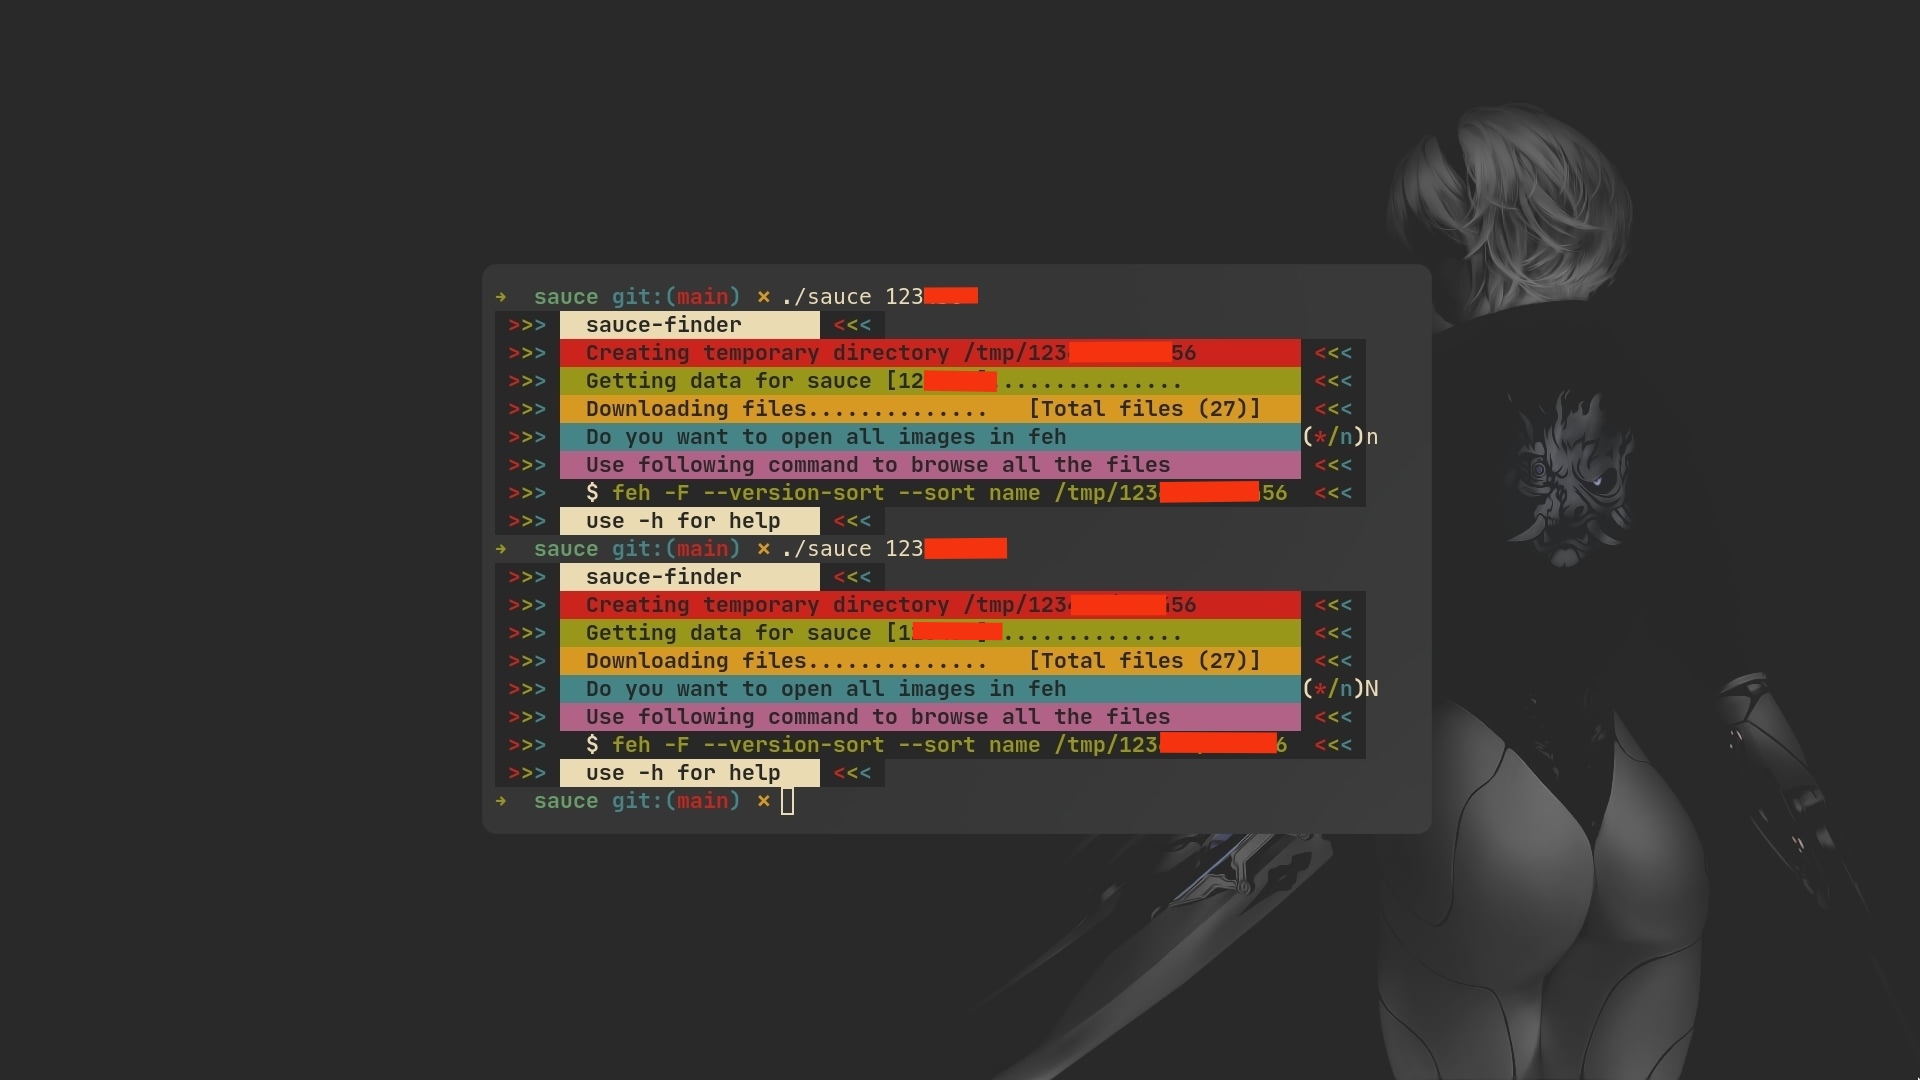 → sauce git:(main) × ./sauce 123
>>> sauce-finder <<<
>>> Creating temporary directory /tmp/123 56 <<<
>>> Getting data for sauce [12 .............. <<<
>>> Downloading files.............. [Total files (27)] <<<
>>> Do you want to open all images in feh (*/n)n
>>> Use following command to browse all the files <<<
>>> $ feh -F --version-sort --sort name /tmp/123 56 <<<
>>> use -h for help <<<
→ sauce git:(main) × ./sauce 123
>>> sauce-finder <<<
>>> Creating temporary directory /tmp/123 56 <<<
>>> Getting data for sauce [1 .............. <<<
>>> Downloading files.............. [Total files (27)] <<<
>>> Do you want to open all images in feh (*/n)N
>>> Use following command to browse all the files <<<
>>> $ feh -F --version-sort --sort name /tmp/123 6 <<<
>>> use -h for help <<<
→ sauce git:(main) ×